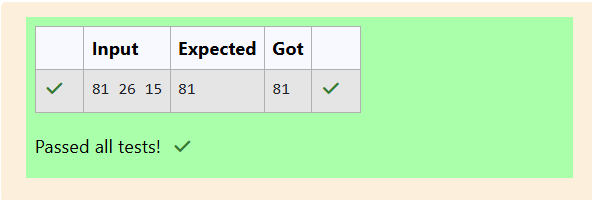 Input Expected Got
81 26 15 81 81
Passed all tests!